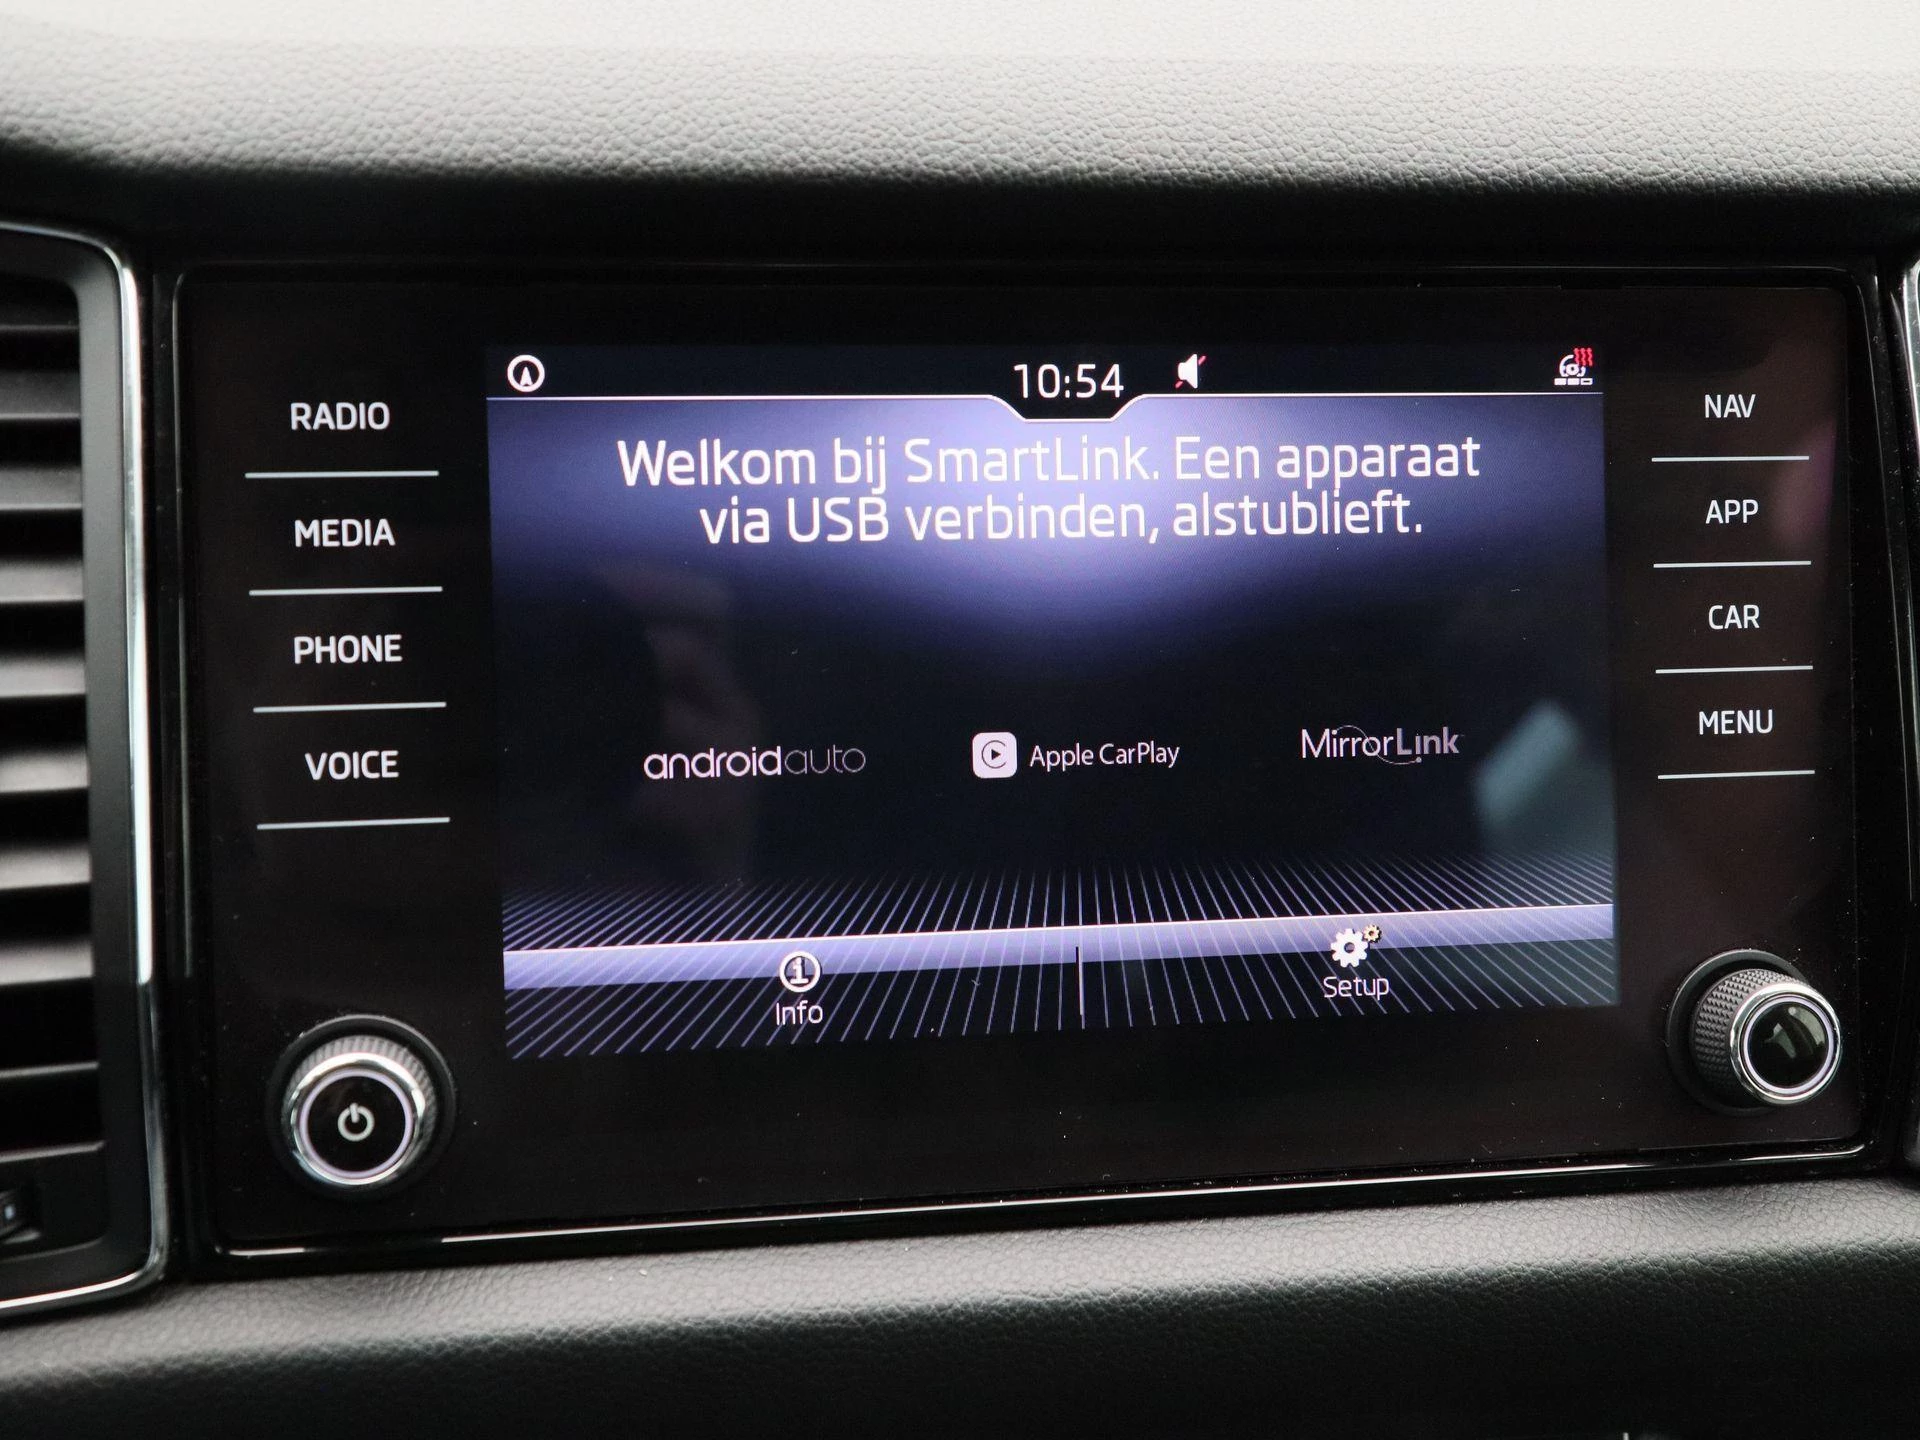 10:54
RADIO
MEDIA
PHONE
VOICE
Welkom bij SmartLink. Een apparaat
via USB verbinden, alstublieft.
androidauto
Apple CarPlay
MirrorLink
Info
Setup
NAV
APP
CAR
MENU